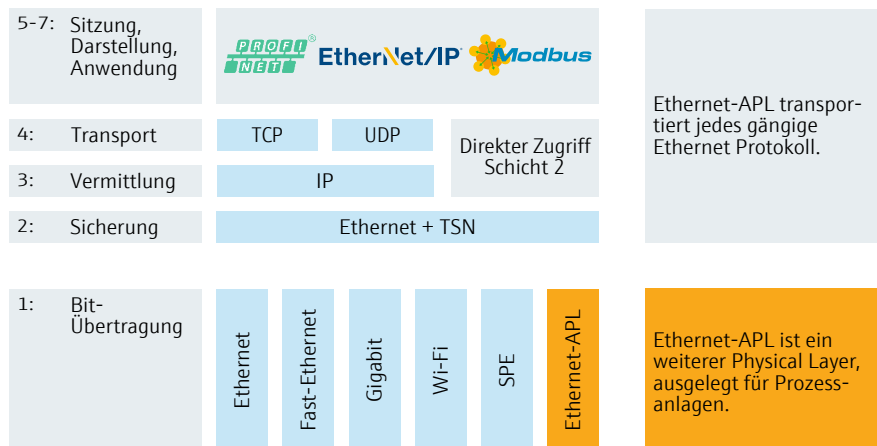 5-7: Sitzung,
Darstellung,
Anwendung
PROFI®
NET
EtherNet/IP
Modbus
4: Transport
TCP
UDP
Direkter Zugriff
Schicht 2
3: Vermittlung
IP
2: Sicherung
Ethernet + TSN
Ethernet-APL transpor-
tiert jedes gängige
Ethernet Protokoll.
1: Bit-
Übertragung
Ethernet
Fast-Ethernet
Gigabit
Wi-Fi
SPE
Ethernet-APL
Ethernet-APL ist ein
weiterer Physical Layer,
ausgelegt für Prozess-
anlagen.